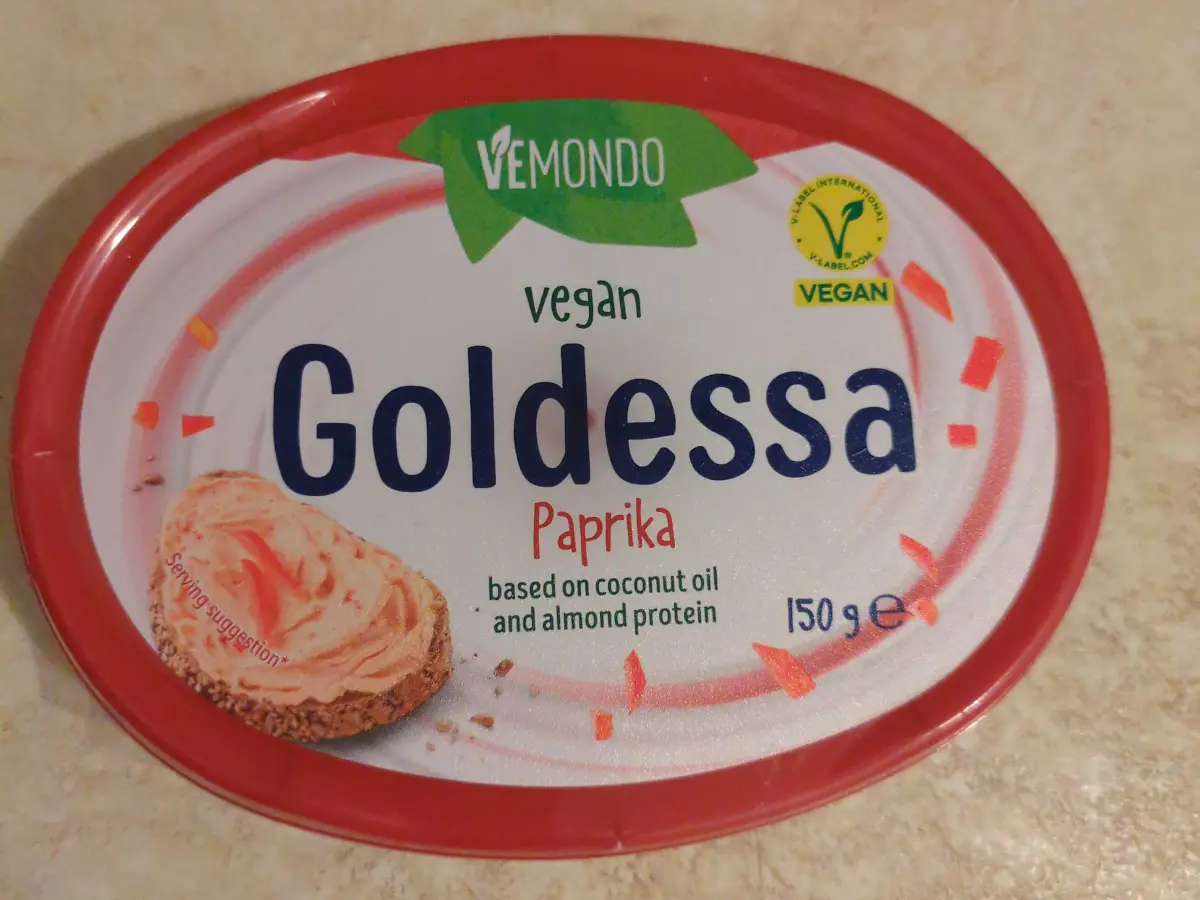 VEMONDO
V-LABEL INTERNATIONAL
V-LABEL.COM
VEGAN
vegan
Goldessa
Paprika
based on coconut oil
and almond protein
150 g ℮
Serving suggestion*